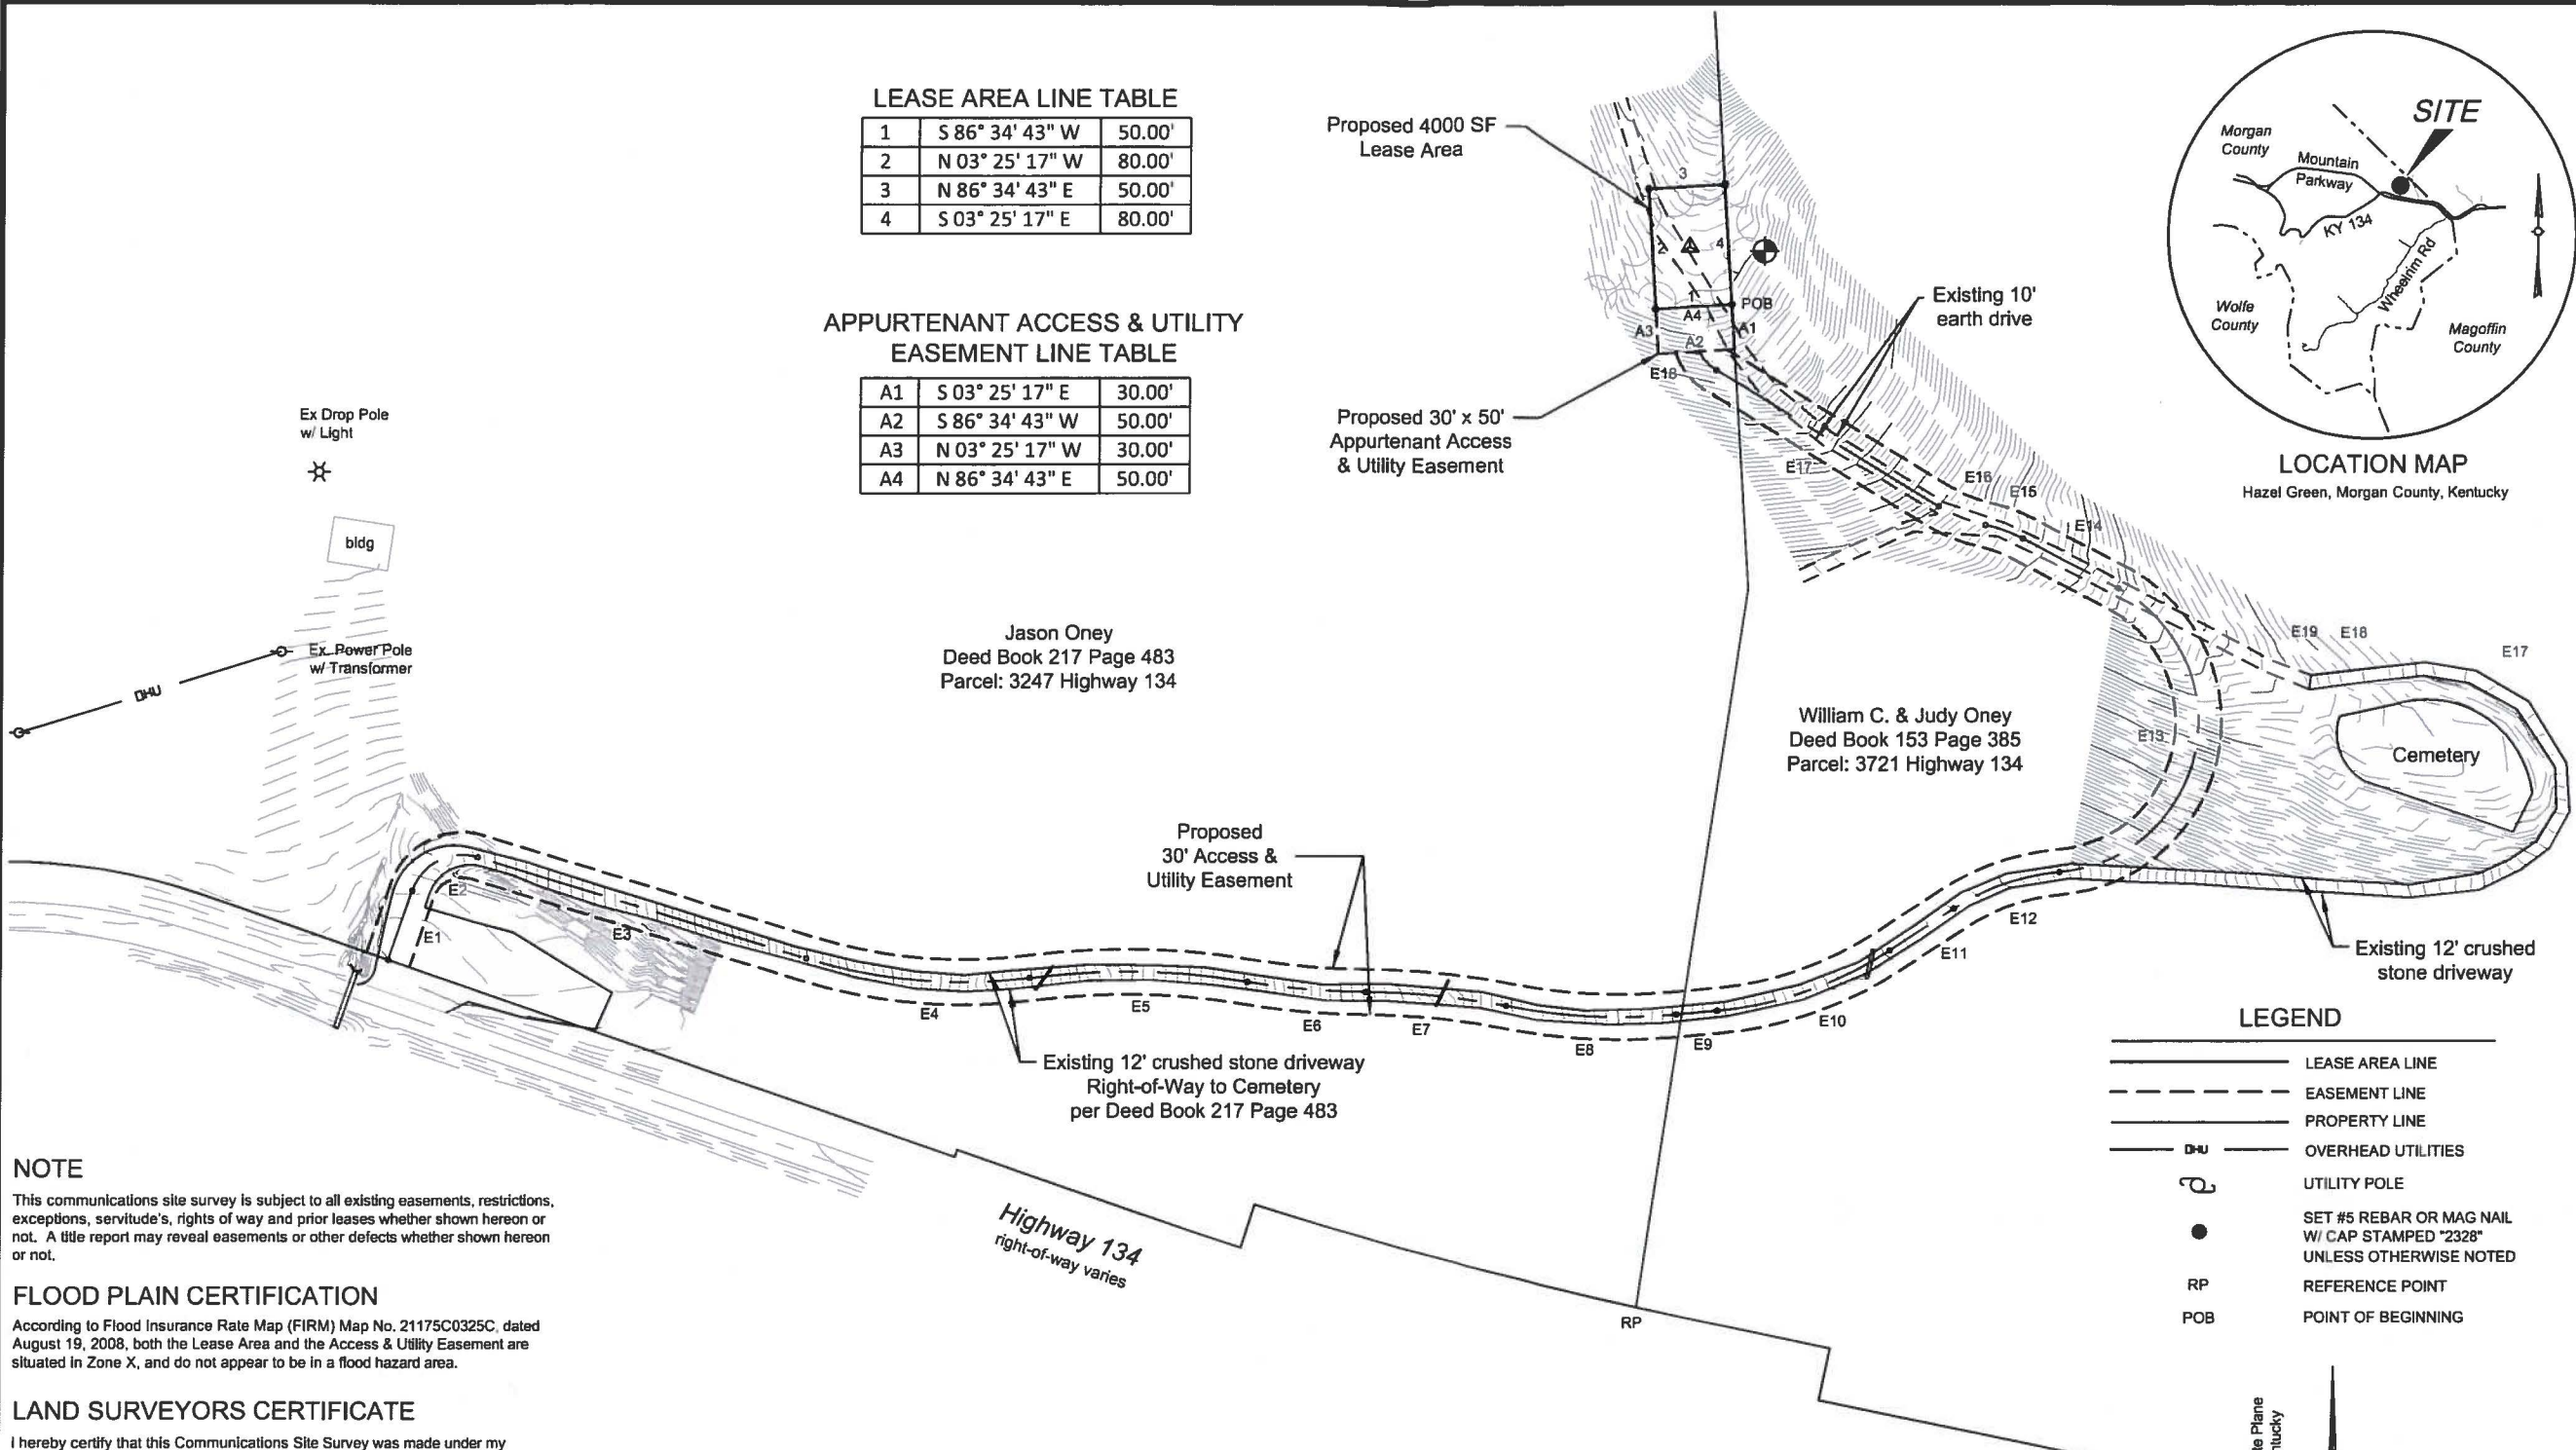 LEASE AREA LINE TABLE
1 S 86° 34' 43" W 50.00'
2 N 03° 25' 17" W 80.00'
3 N 86° 34' 43" E 50.00'
4 S 03° 25' 17" E 80.00'
APPURTENANT ACCESS & UTILITY
EASEMENT LINE TABLE
A1 S 03° 25' 17" E 30.00'
A2 S 86° 34' 43" W 50.00'
A3 N 03° 25' 17" W 30.00'
A4 N 86° 34' 43" E 50.00'
Proposed 4000 SF
Lease Area
3
2
4
1
POB
A4
A3
A1
A2
E18
Existing 10'
earth drive
Proposed 30' x 50'
Appurtenant Access
& Utility Easement
E17
E16
E15
E14
SITE
Morgan
County
Mountain
Parkway
KY 134
Wheelrim Rd
Wolfe
County
Magoffin
County
LOCATION MAP
Hazel Green, Morgan County, Kentucky
Ex Drop Pole
w/ Light
bldg
Ex Power Pole
w/ Transformer
OHU
Jason Oney
Deed Book 217 Page 483
Parcel: 3247 Highway 134
William C. & Judy Oney
Deed Book 153 Page 385
Parcel: 3721 Highway 134
E19
E18
E17
E13
Cemetery
Proposed
30' Access &
Utility Easement
E2
E1
E3
E4
E5
E6
E7
E8
E9
E10
E11
E12
Existing 12' crushed
stone driveway
Existing 12' crushed stone driveway
Right-of-Way to Cemetery
per Deed Book 217 Page 483
Highway 134
right-of-way varies
RP
LEGEND
LEASE AREA LINE
EASEMENT LINE
PROPERTY LINE
OHU OVERHEAD UTILITIES
UTILITY POLE
SET #5 REBAR OR MAG NAIL
W/ CAP STAMPED "2328"
UNLESS OTHERWISE NOTED
RP REFERENCE POINT
POB POINT OF BEGINNING
NOTE
This communications site survey is subject to all existing easements, restrictions,
exceptions, servitude's, rights of way and prior leases whether shown hereon or
not. A title report may reveal easements or other defects whether shown hereon
or not.
FLOOD PLAIN CERTIFICATION
According to Flood Insurance Rate Map (FIRM) Map No. 21175C0325C, dated
August 19, 2008, both the Lease Area and the Access & Utility Easement are
situated in Zone X, and do not appear to be in a flood hazard area.
LAND SURVEYORS CERTIFICATE
I hereby certify that this Communications Site Survey was made under my